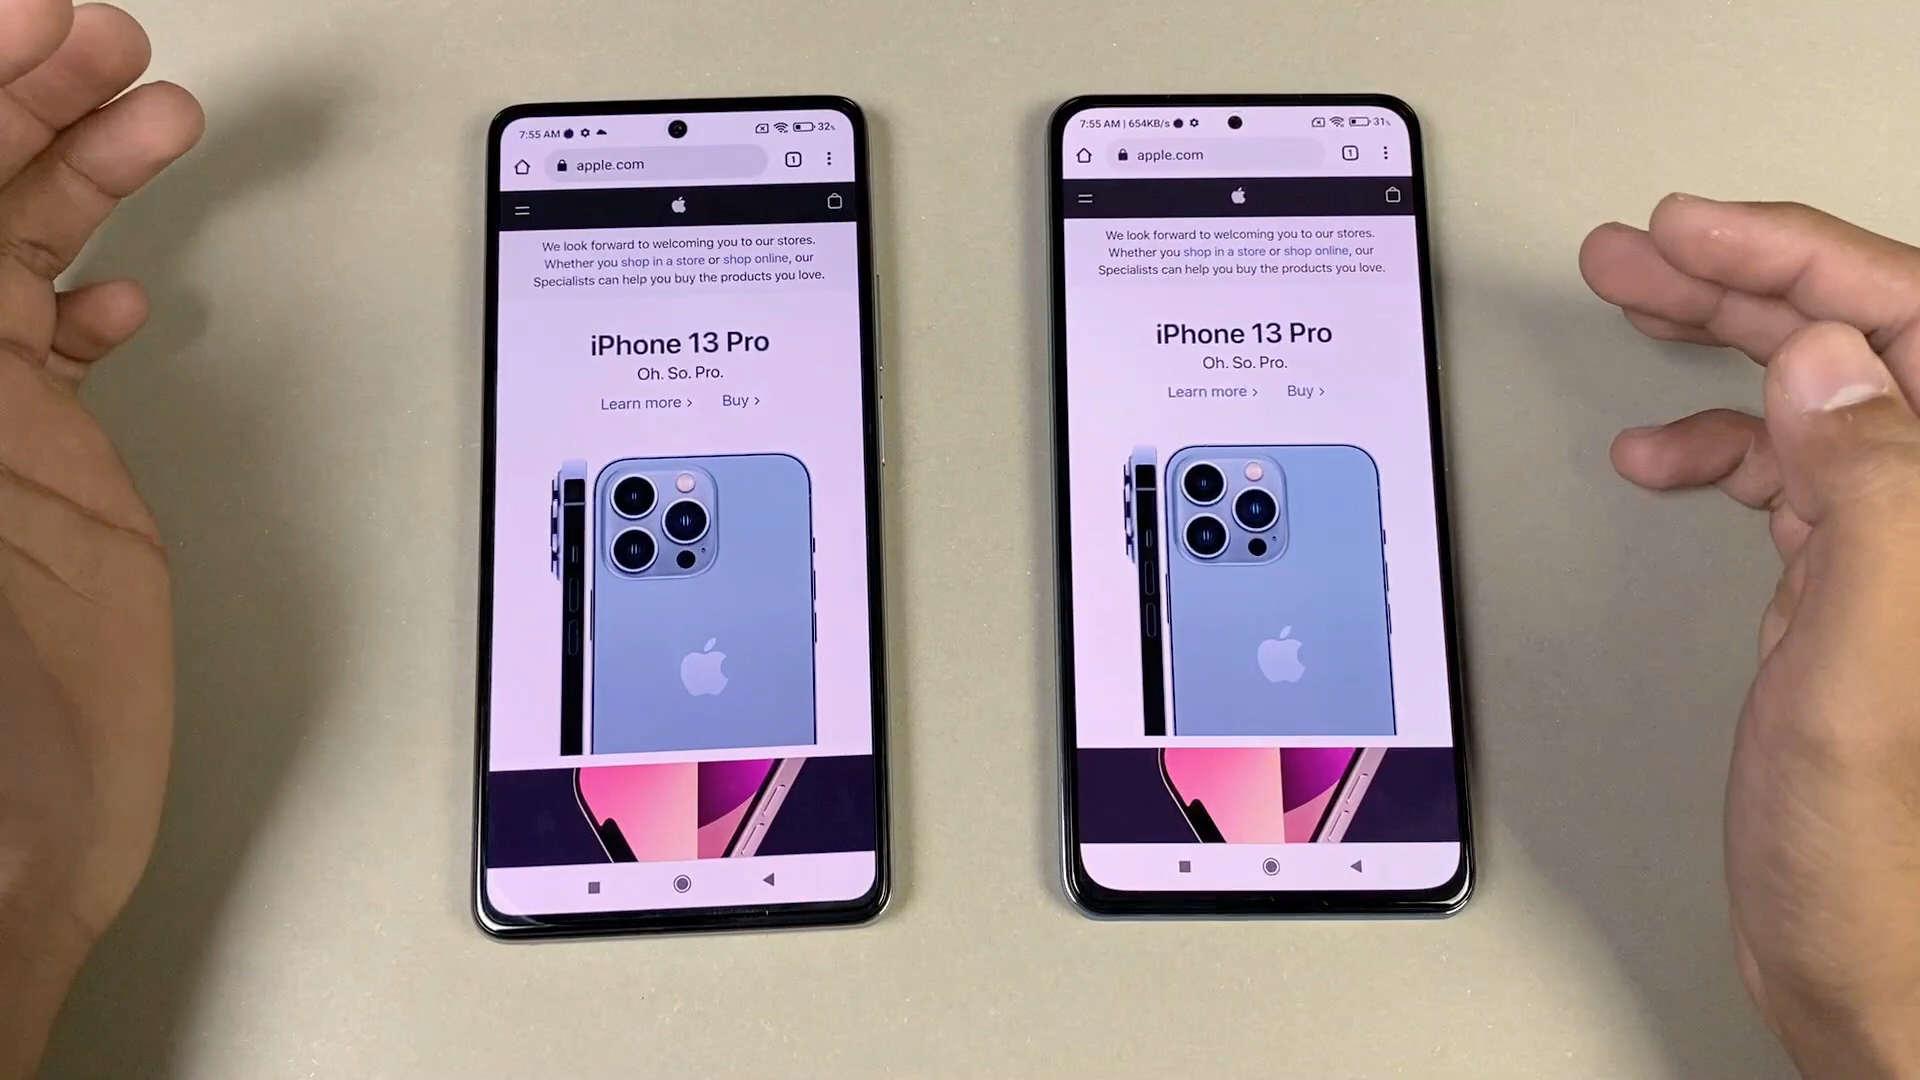 7:55 AM
32%
1
apple.com
We look forward to welcoming you to our stores.
Whether you shop in a store or shop online, our
Specialists can help you buy the products you love.
iPhone 13 Pro
Oh. So. Pro.
Learn more > Buy >
7:55 AM | 654KB/s
31%
apple.com
1
We look forward to welcoming you to our stores.
Whether you shop in a store or shop online, our
Specialists can help you buy the products you love.
iPhone 13 Pro
Oh. So. Pro.
Learn more > Buy >